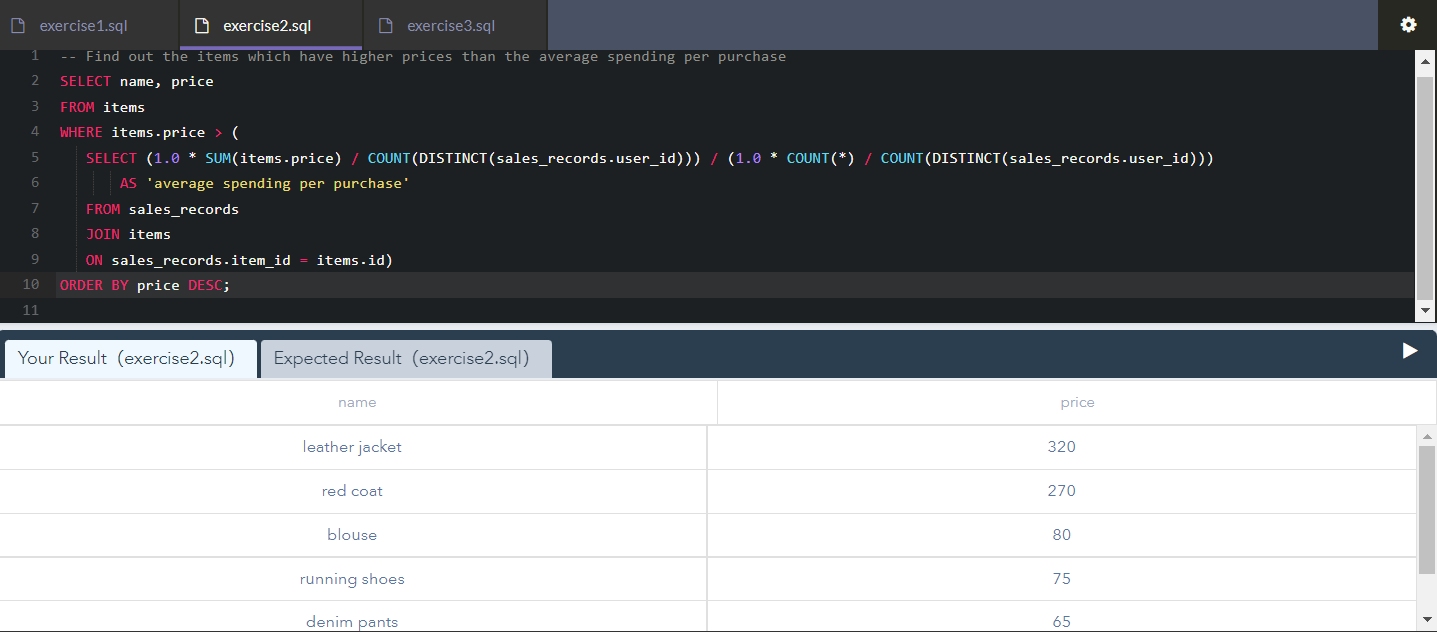 exercise1.sql exercise2.sql exercise3.sql
1 -- Find out the items which have higher prices than the average spending per purchase
2 SELECT name, price
3 FROM items
4 WHERE items.price > (
5 SELECT (1.0 * SUM(items.price) / COUNT(DISTINCT(sales_records.user_id))) / (1.0 * COUNT(*) / COUNT(DISTINCT(sales_records.user_id)))
6 AS 'average spending per purchase'
7 FROM sales_records
8 JOIN items
9 ON sales_records.item_id = items.id)
10 ORDER BY price DESC;
11
Your Result (exercise2.sql) Expected Result (exercise2.sql)
name price
leather jacket 320
red coat 270
blouse 80
running shoes 75
denim pants 65